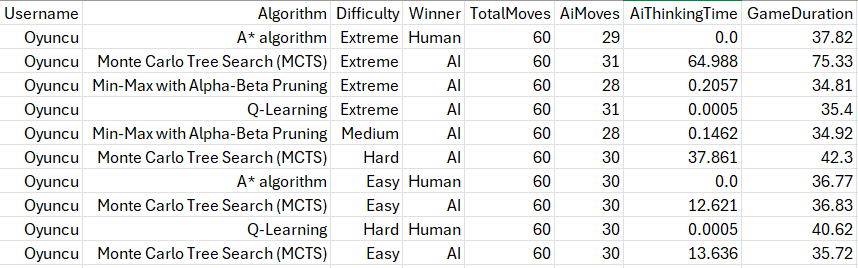 Username Algorithm Difficulty Winner TotalMoves AiMoves AiThinkingTime GameDuration
Oyuncu A* algorithm Extreme Human 60 29 0.0 37.82
Oyuncu Monte Carlo Tree Search (MCTS) Extreme AI 60 31 64.988 75.33
Oyuncu Min-Max with Alpha-Beta Pruning Extreme AI 60 28 0.2057 34.81
Oyuncu Q-Learning Extreme AI 60 31 0.0005 35.4
Oyuncu Min-Max with Alpha-Beta Pruning Medium AI 60 28 0.1462 34.92
Oyuncu Monte Carlo Tree Search (MCTS) Hard AI 60 30 37.861 42.3
Oyuncu A* algorithm Easy Human 60 30 0.0 36.77
Oyuncu Monte Carlo Tree Search (MCTS) Easy AI 60 30 12.621 36.83
Oyuncu Q-Learning Hard Human 60 30 0.0005 40.62
Oyuncu Monte Carlo Tree Search (MCTS) Easy AI 60 30 13.636 35.72